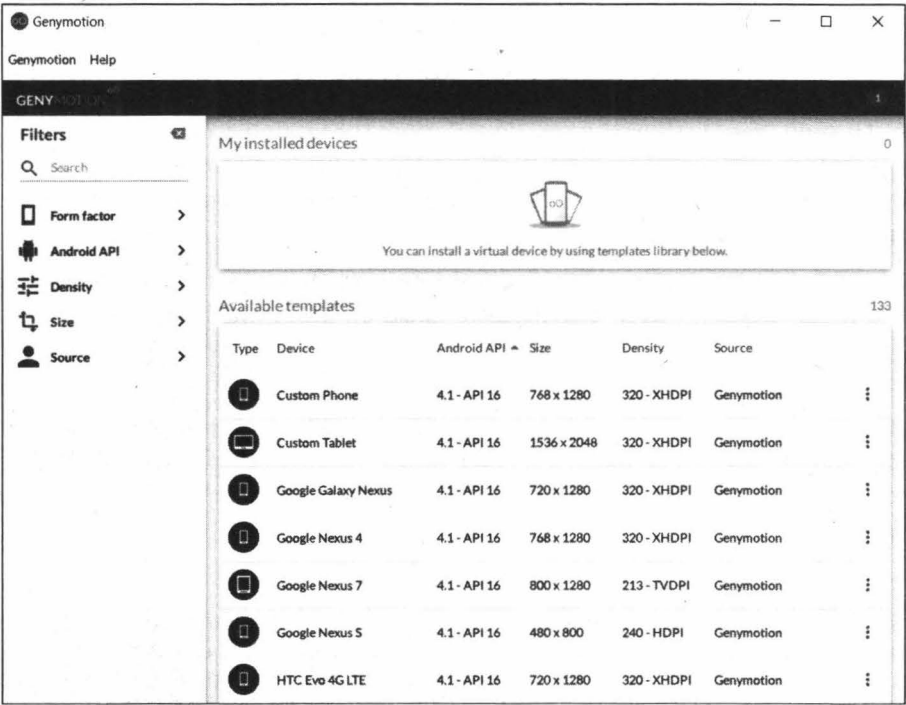 Genymotion
Genymotion Help
GENYMOTION
1
Filters
Search
Form factor
Android API
Density
Size
Source
My installed devices 0
You can install a virtual device by using templates library below.
Available templates 133
Type Device Android API Size Density Source
Custom Phone 4.1 - API 16 768 x 1280 320 - XHDPI Genymotion
Custom Tablet 4.1 - API 16 1536 x 2048 320 - XHDPI Genymotion
Google Galaxy Nexus 4.1 - API 16 720 x 1280 320 - XHDPI Genymotion
Google Nexus 4 4.1 - API 16 768 x 1280 320 - XHDPI Genymotion
Google Nexus 7 4.1 - API 16 800 x 1280 213 - TVDPI Genymotion
Google Nexus S 4.1 - API 16 480 x 800 240 - HDPI Genymotion
HTC Evo 4G LTE 4.1 - API 16 720 x 1280 320 - XHDPI Genymotion